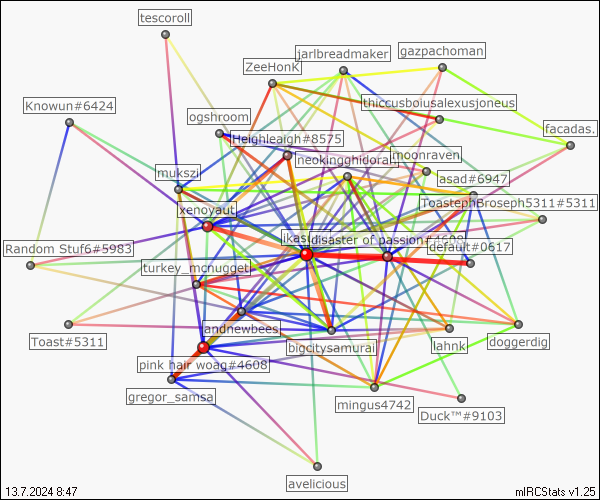 tescoroll
jarlbreadmaker
gazpachoman
ZeeHonK
thiccusboiusalexusjoneus
Knowun#6424
ogshroom
facadas.
Heighleaigh#8575
moonraven
neokingghidorah
mukszi
asad#6947
ToastephBroseph5311#5311
xenoyaut
ikas
disaster of passion#4608
default#0617
Random Stuf6#5983
turkey_mcnugget
landnewbees
Toast#5311
bigcitysamurai
lahnk
doggerdig
pink hair woag#4608
gregor_samsa
mingus4742
Duck™#9103
avelicious
13.7.2024 8:47
mIRCStats v1.25